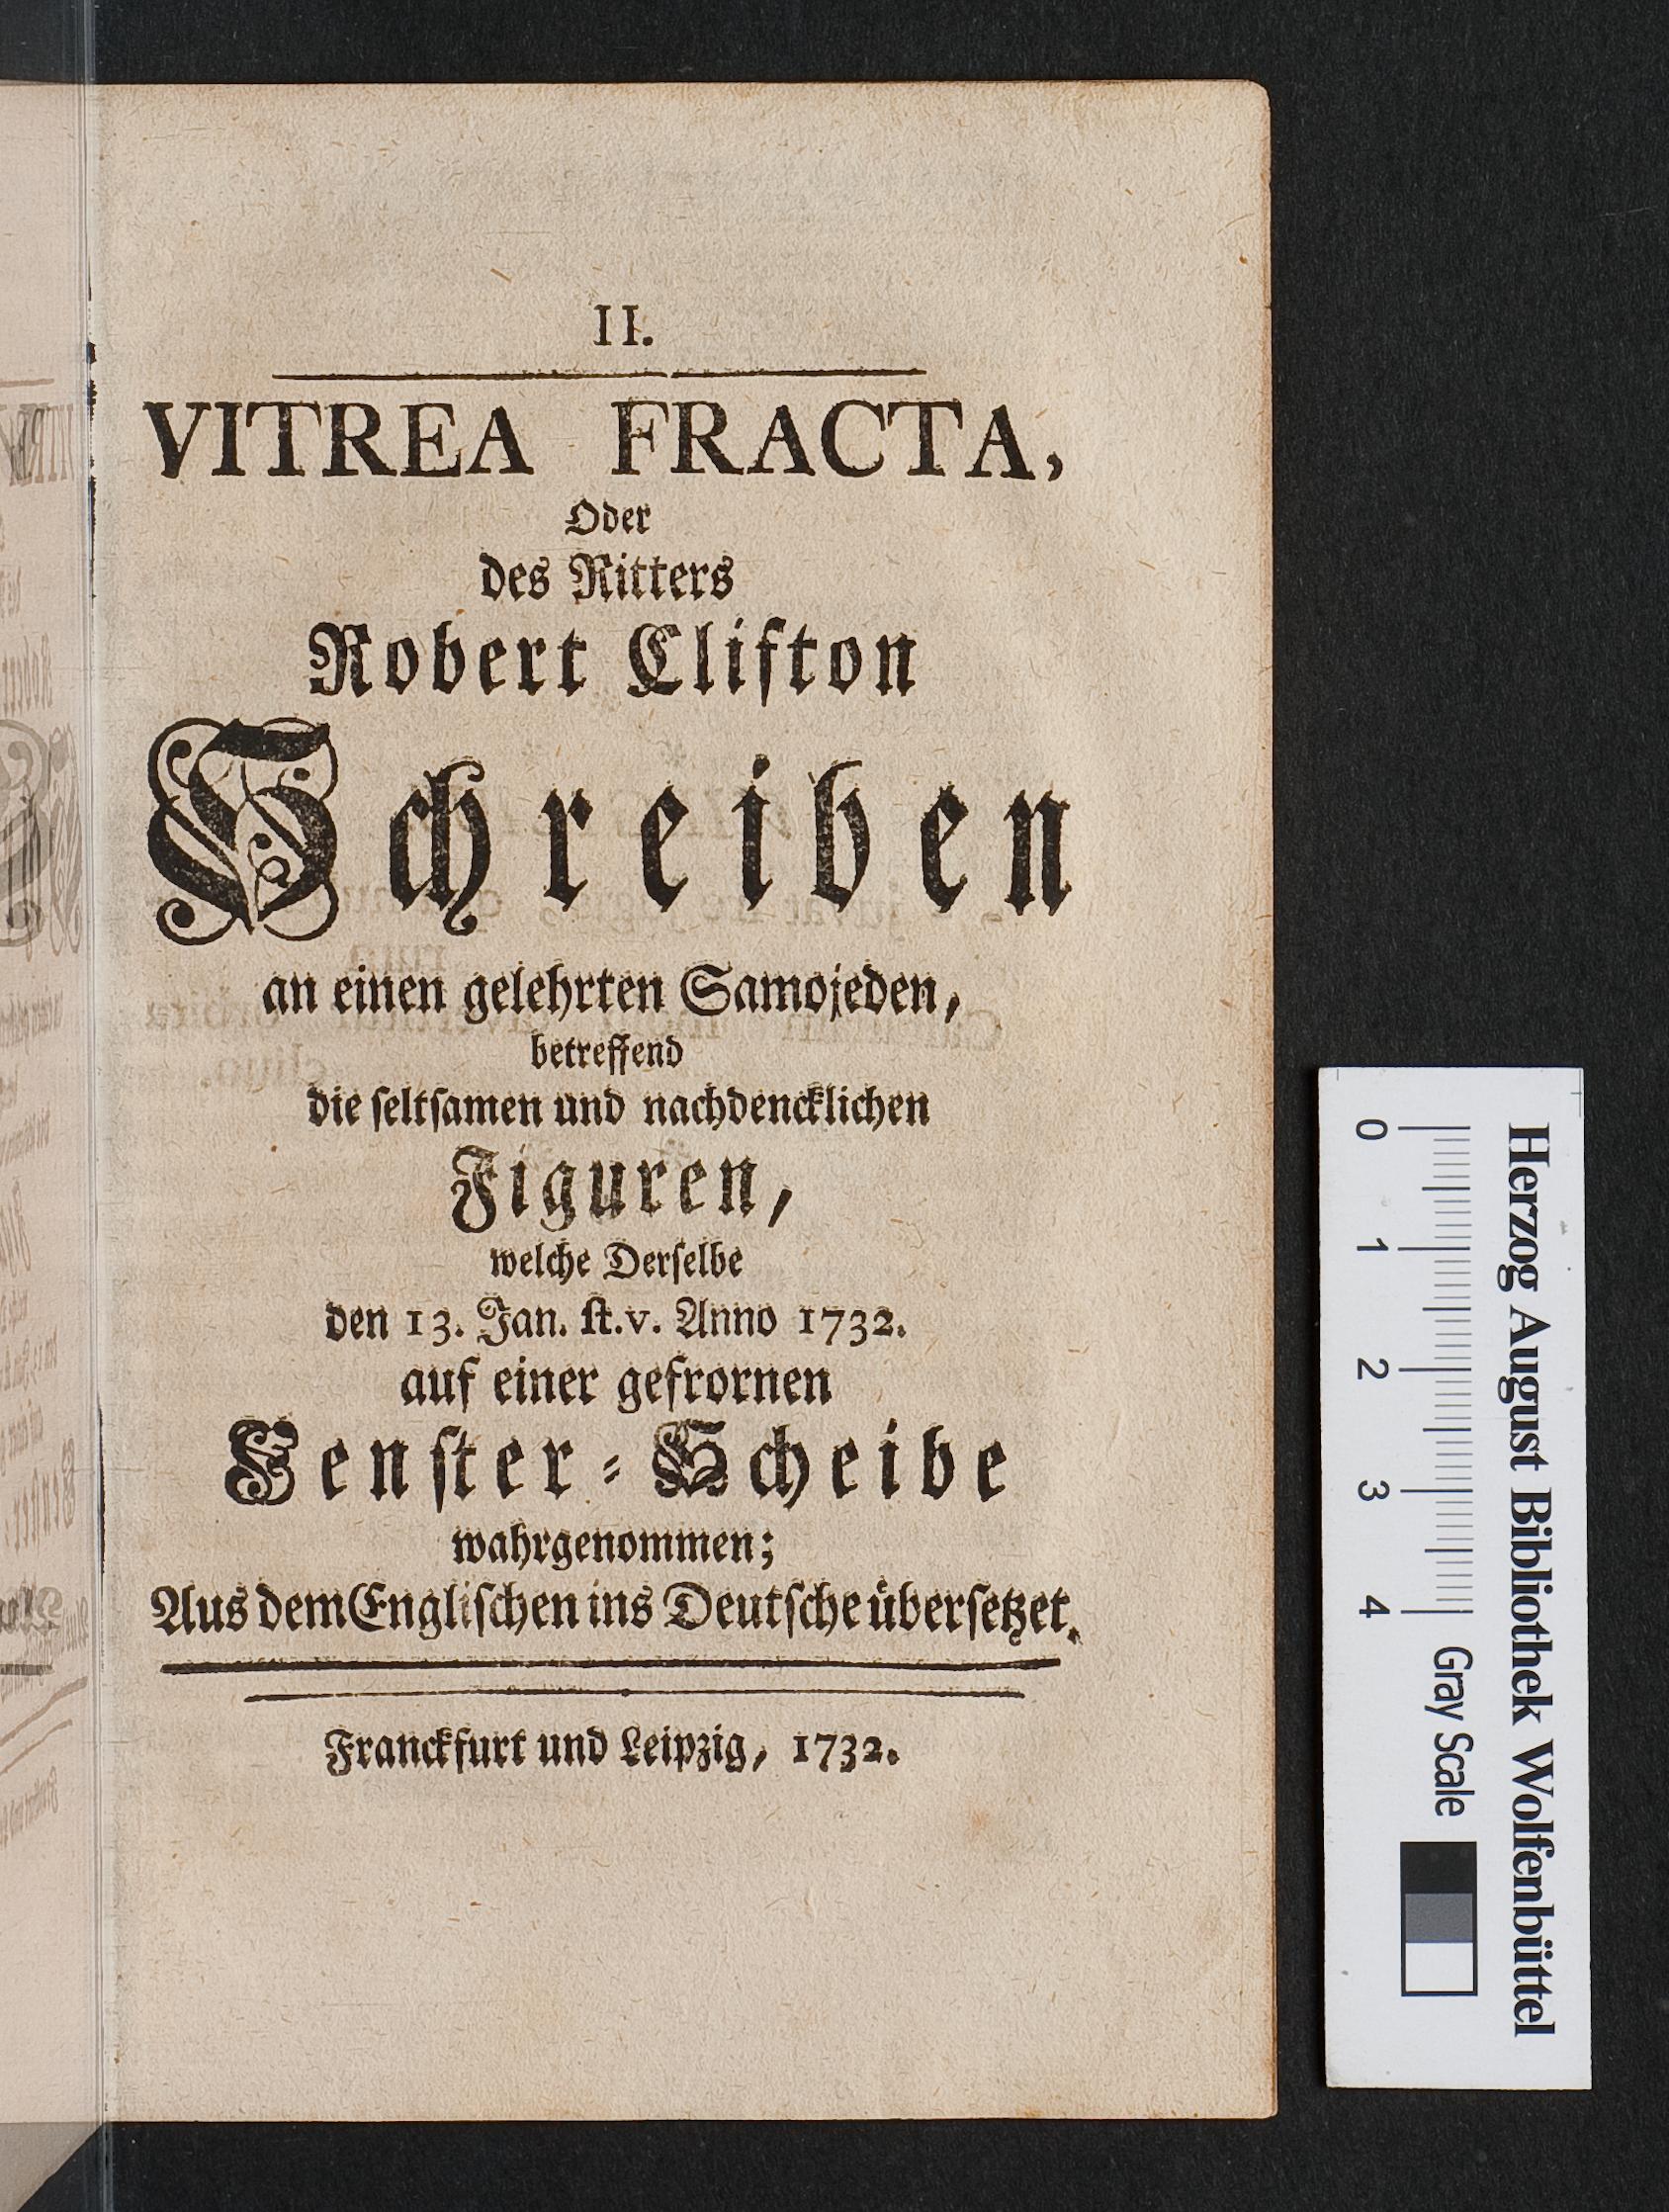 II.
VITREA FRACTA,
Oder
des Ritters
Robert Clifton
Schreiben
an einen gelehrten Samojeden,
betreffend
die ſeltſamen und nachdencklichen
Figuren,
welche Derſelbe
den 13. Jan. ſt. v. Anno 1732.
auf einer gefrornen
Fenſter-Scheibe
wahrgenommen;
Aus dem Engliſchen ins Deutſche überſetzet.
Franckfurt und Leipzig, 1732.
Herzog August Bibliothek Wolfenbüttel
0 1 2 3 4 Gray Scale